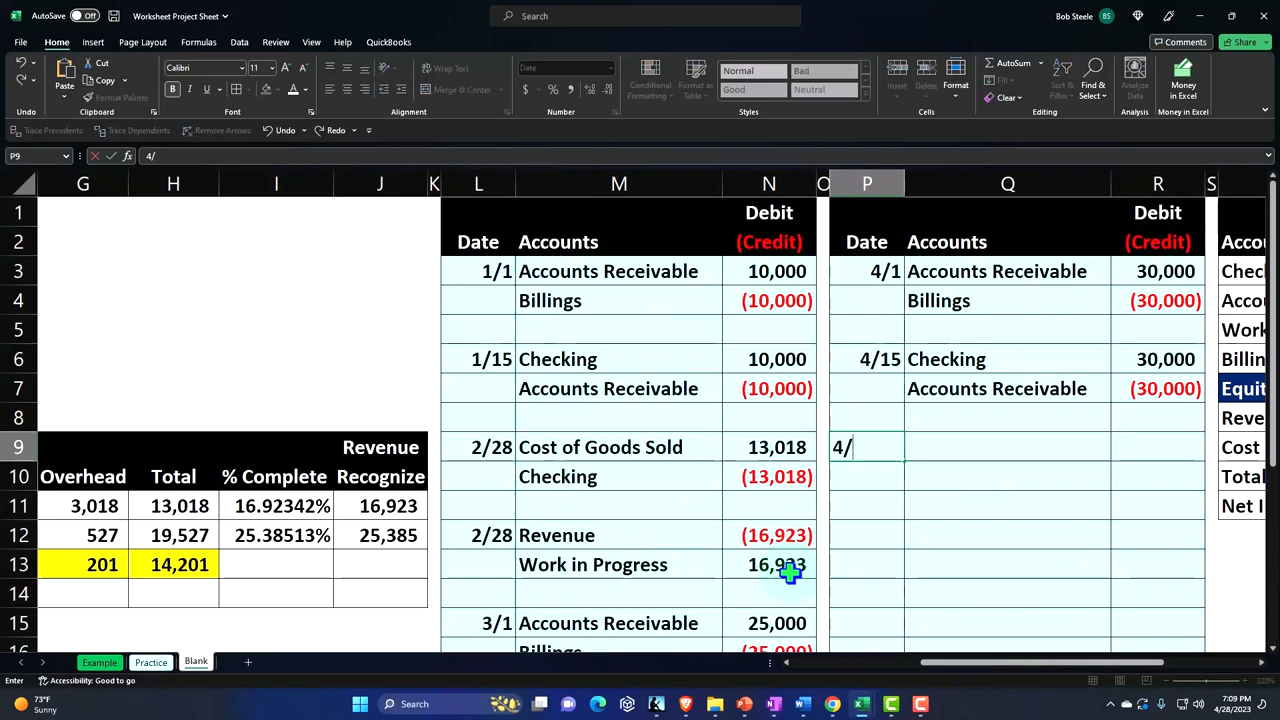 AutoSave Off Worksheet Project Sheet Search Bob Steele BS
File Home Insert Page Layout Formulas Data Review View Help QuickBooks Comments Share
Cut Calibri 11 Wrap Text Date Normal Bad AutoSum
Copy Good Neutral
Paste Format Painter Merge & Center Conditional Formatting Format as Table Insert Delete Format Clear Sort & Filter Find & Select Analyze Data Money in Excel
Undo Clipboard Font Alignment Number Styles Cells Editing Analysis Money in Excel
Trace Precedents Trace Dependents Remove Arrows Undo Redo
P9 fx 4/
G H I J K L M N O P Q R S
1 Debit Debit
2 Date Accounts (Credit) Date Accounts (Credit) Accou
3 1/1 Accounts Receivable 10,000 4/1 Accounts Receivable 30,000 Check
4 Billings (10,000) Billings (30,000) Accou
5 Work
6 1/15 Checking 10,000 4/15 Checking 30,000 Billin
7 Accounts Receivable (10,000) Accounts Receivable (30,000) Equit
8 Reve
9 Revenue 2/28 Cost of Goods Sold 13,018 4/ Cost
10 Overhead Total % Complete Recognize Checking (13,018) Total
11 3,018 13,018 16.92342% 16,923 Net I
12 527 19,527 25.38513% 25,385 2/28 Revenue (16,923)
13 201 14,201 Work in Progress 16,923
14
15 3/1 Accounts Receivable 25,000
16 Billings (25,000)
Example Practice Blank
Enter Accessibility: Good to go 220%
73°F
Sunny
Search
7:09 PM
4/28/2023